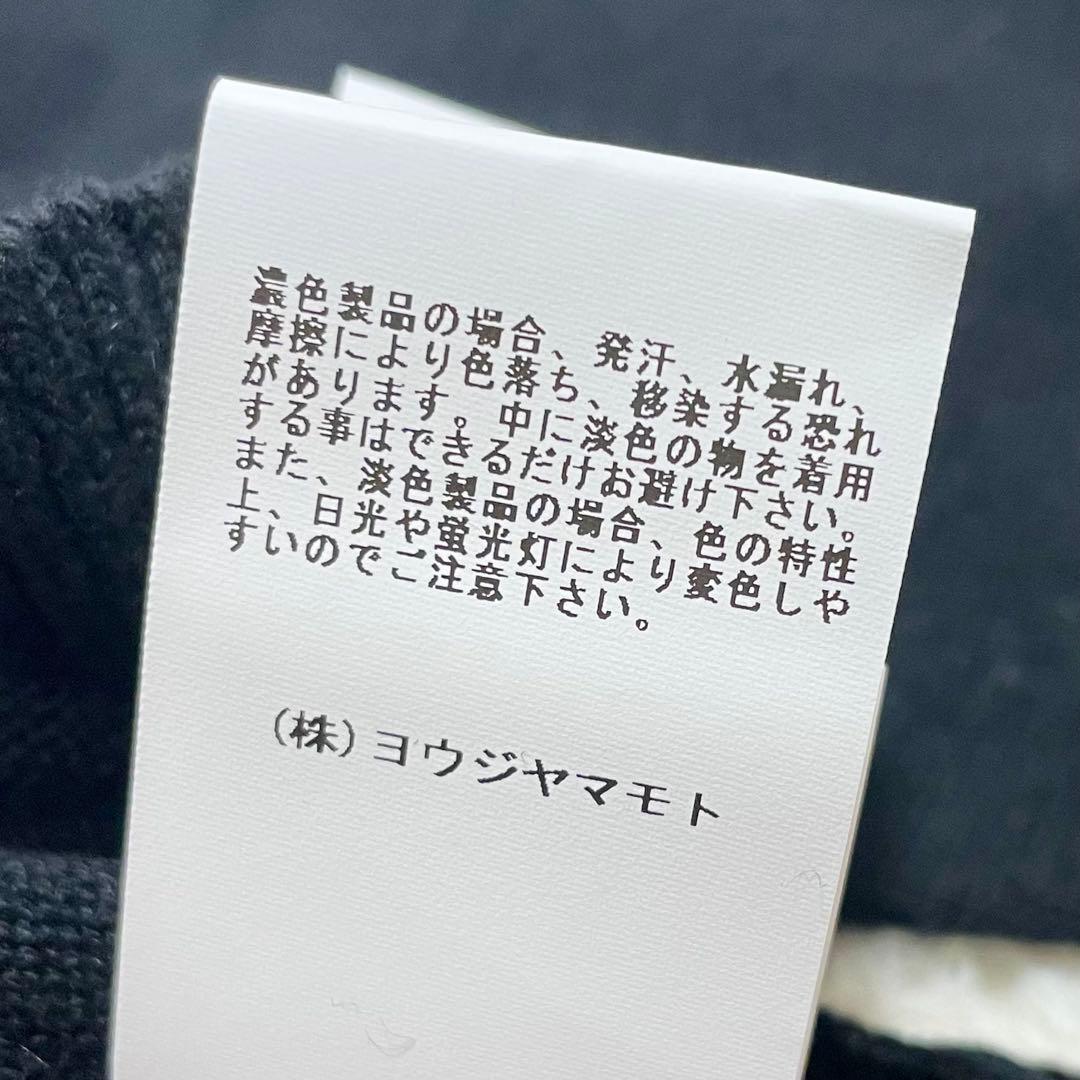 濃色製品の場合、発汗、水漏れ、
摩擦により色落ち、移染する恐れ
があります。中に淡色の物を着用
する事はできるだけお避け下さい。
また、淡色製品の場合、色の特性
上、日光や蛍光灯により変色しや
すいのでご注意下さい。
(株)ヨウジヤマモト